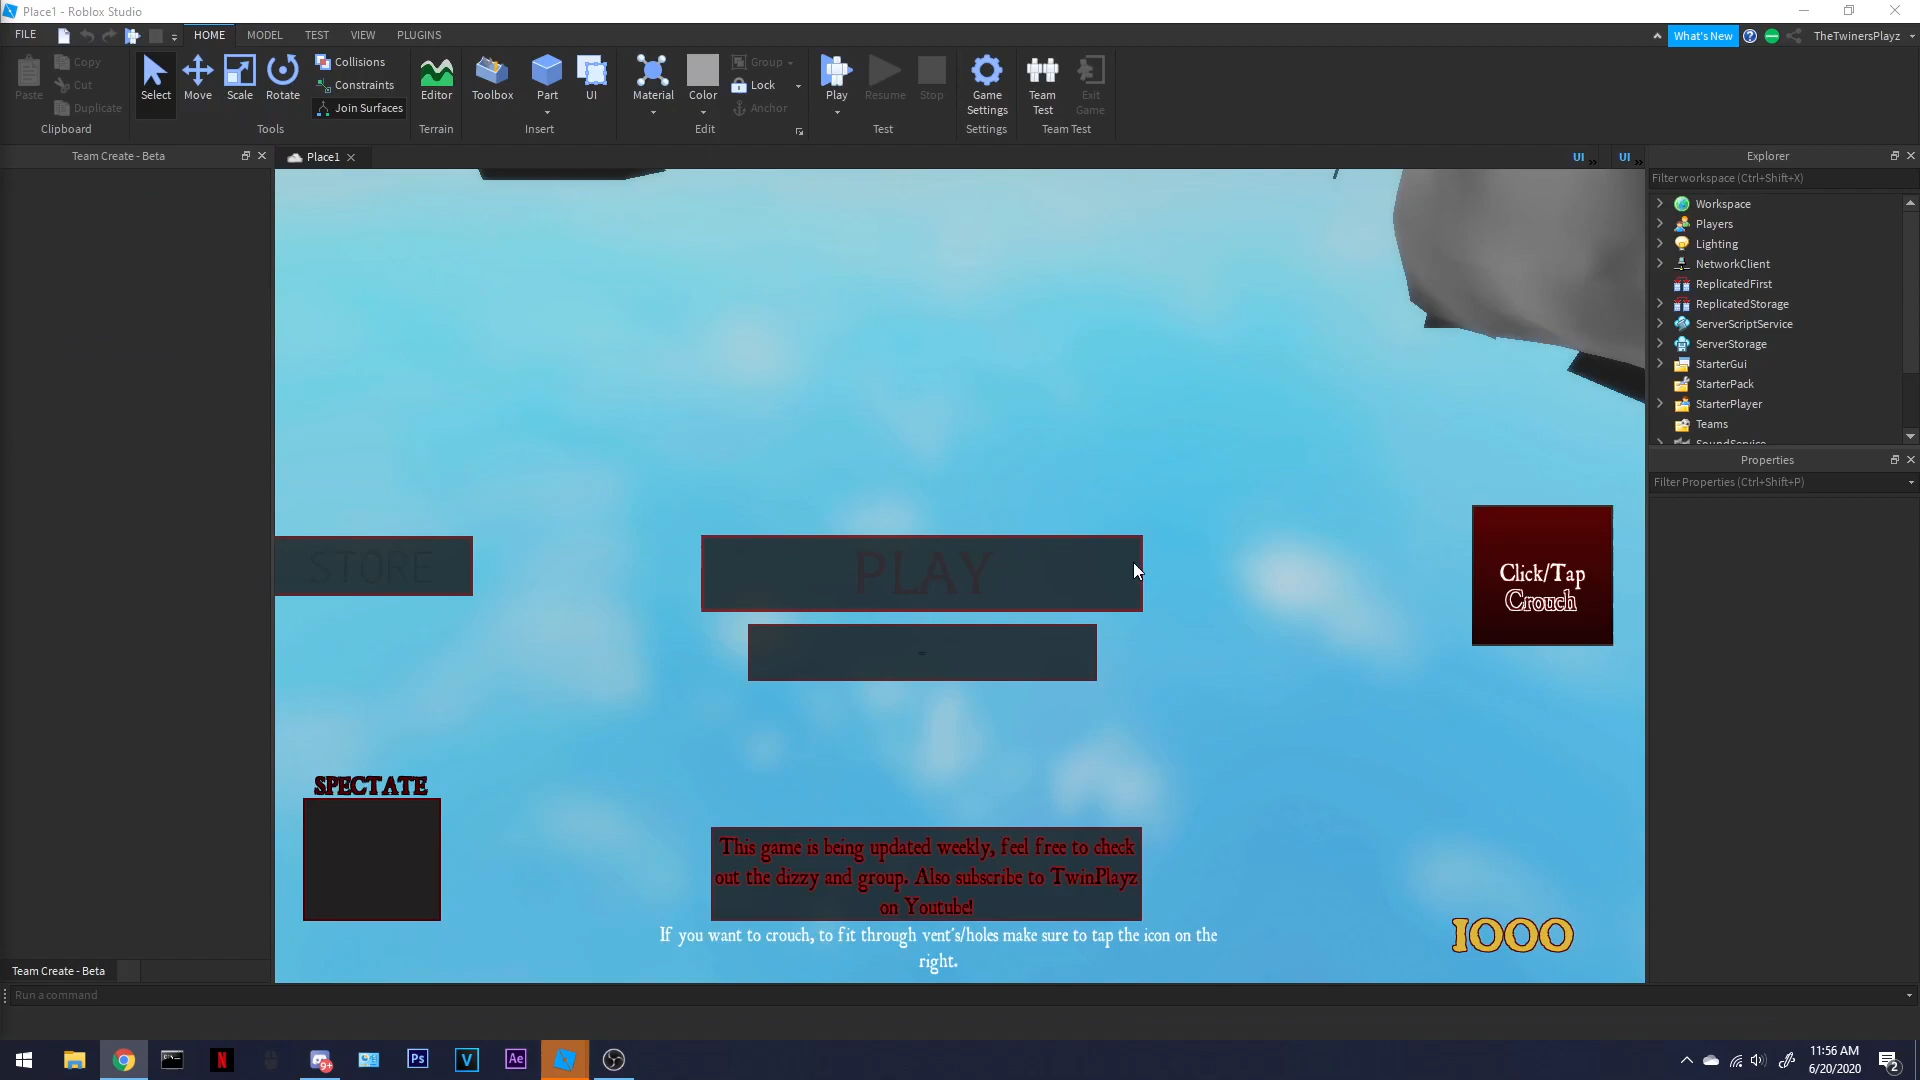 Place1 - Roblox Studio
FILE HOME MODEL TEST VIEW PLUGINS What's New TheTwinersPlayz
Paste Copy Cut Duplicate
Clipboard
Select Move Scale Rotate
Collisions
Constraints
Join Surfaces
Tools
Editor
Terrain
Toolbox Part UI
Insert
Material Color Group Lock Anchor
Edit
Play Resume Stop
Test
Game Settings
Settings
Team Test Exit Game
Team Test
Team Create - Beta
Place1
UI UI
Explorer
Filter workspace (Ctrl+Shift+X)
Workspace
Players
Lighting
NetworkClient
ReplicatedFirst
ReplicatedStorage
ServerScriptService
ServerStorage
StarterGui
StarterPack
StarterPlayer
Teams
SoundService
Properties
Filter Properties (Ctrl+Shift+P)
STORE
PLAY
=
Click/Tap
Crouch
SPECTATE
This game is being updated weekly, feel free to check
out the dizzy and group. Also subscribe to TwinPlayz
on Youtube!
If you want to crouch, to fit through vent's/holes make sure to tap the icon on the
right.
1000
Team Create - Beta
Run a command
N 9+ Ps V Ae
11:56 AM
6/20/2020
2